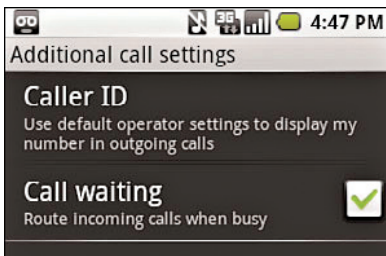 3G 4:47 PM
Additional call settings
Caller ID
Use default operator settings to display my
number in outgoing calls
Call waiting
Route incoming calls when busy